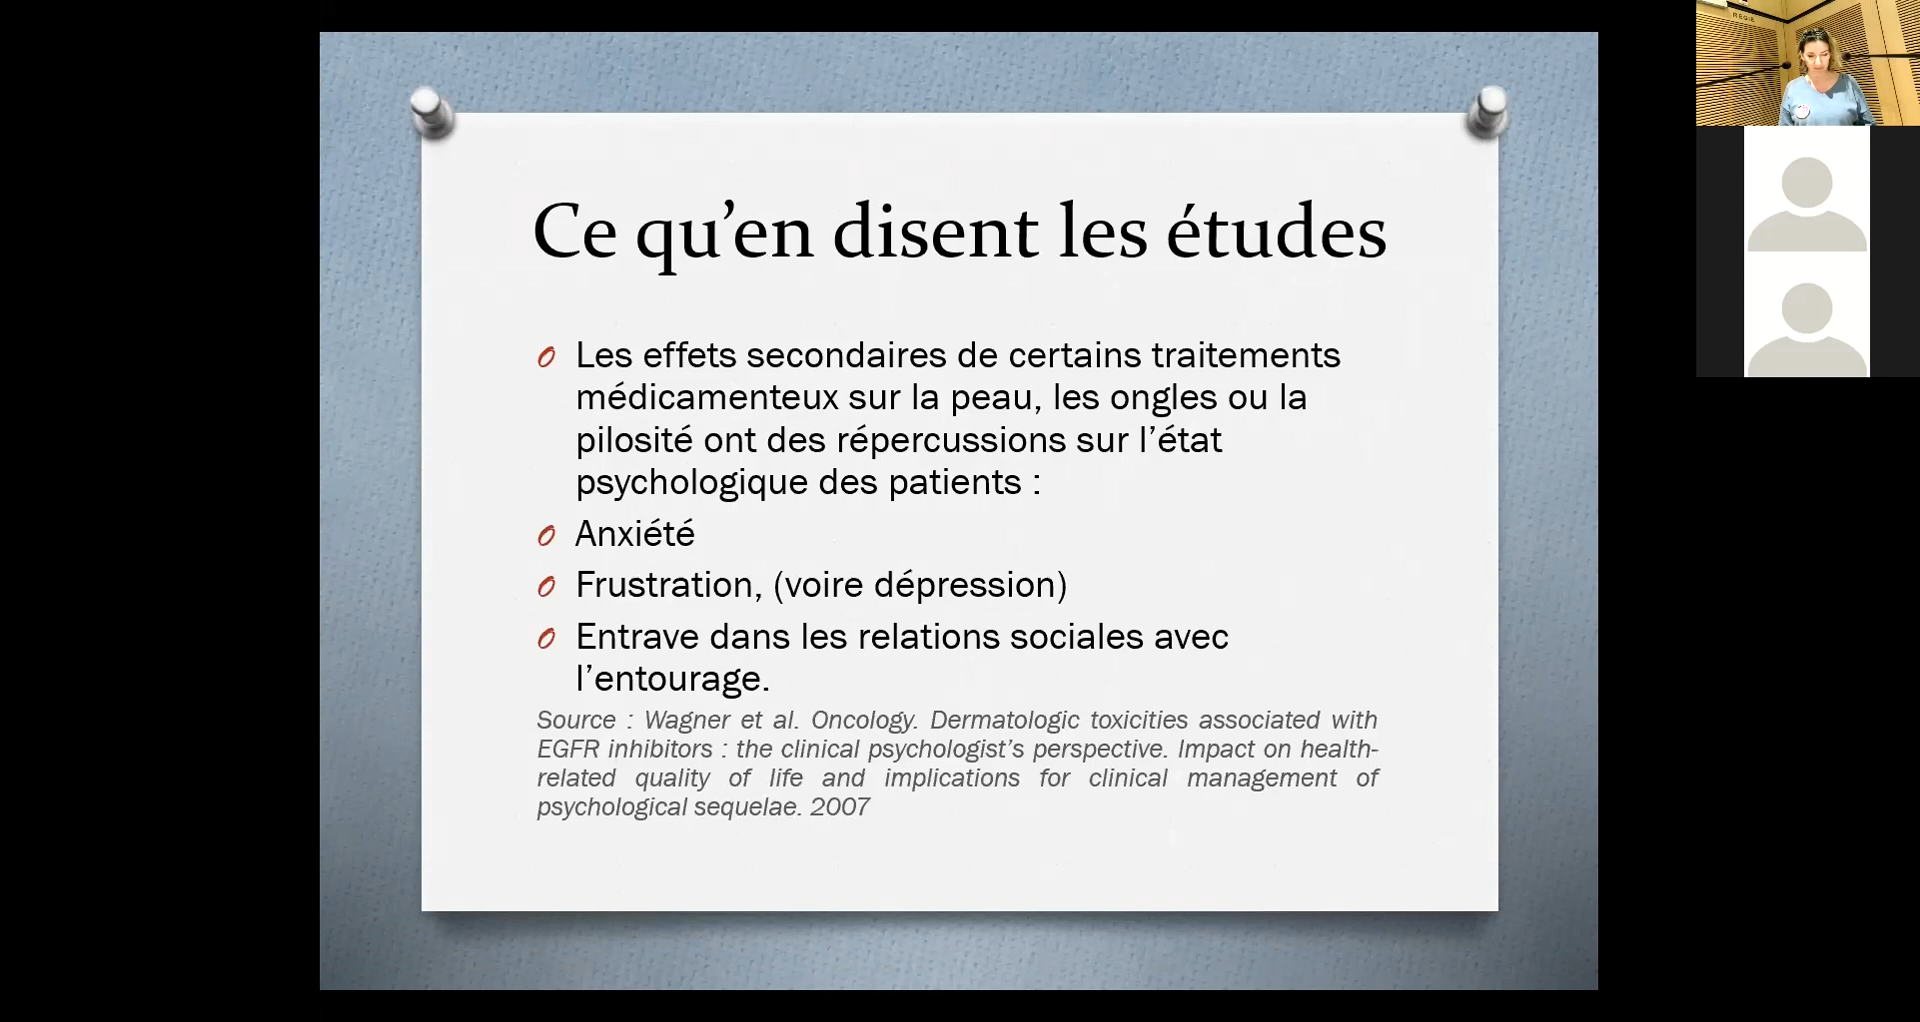 REGIE
Ce qu’en disent les études
Les effets secondaires de certains traitements
médicamenteux sur la peau, les ongles ou la
pilosité ont des répercussions sur l’état
psychologique des patients :
Anxiété
Frustration, (voire dépression)
Entrave dans les relations sociales avec
l’entourage.
Source : Wagner et al. Oncology. Dermatologic toxicities associated with
EGFR inhibitors : the clinical psychologist’s perspective. Impact on health-
related quality of life and implications for clinical management of
psychological sequelae. 2007